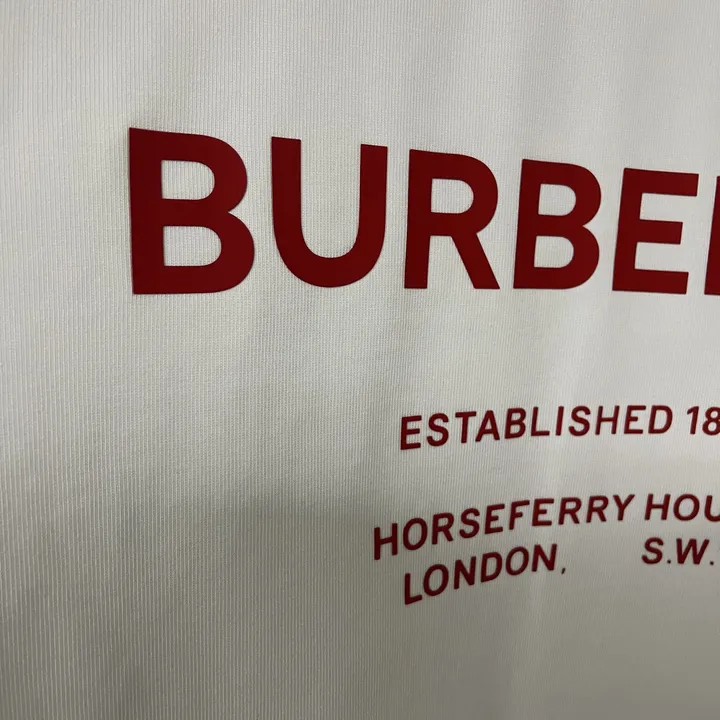 BURBE
ESTABLISHED 18
HORSEFERRY HOU
LONDON, S.W.